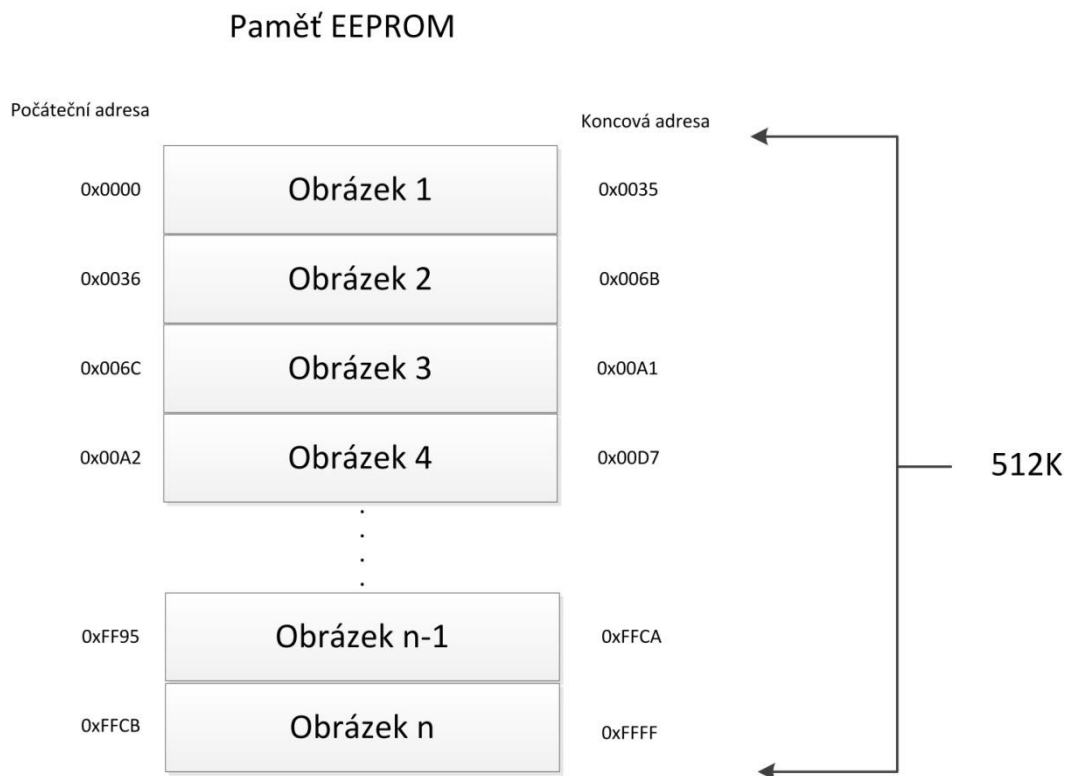 Paměť EEPROM
Počáteční adresa
Koncová adresa
0x0000 Obrázek 1 0x0035
0x0036 Obrázek 2 0x006B
0x006C Obrázek 3 0x00A1
0x00A2 Obrázek 4 0x00D7
512K
0xFF95 Obrázek n-1 0xFFCA
0xFFCB Obrázek n 0xFFFF